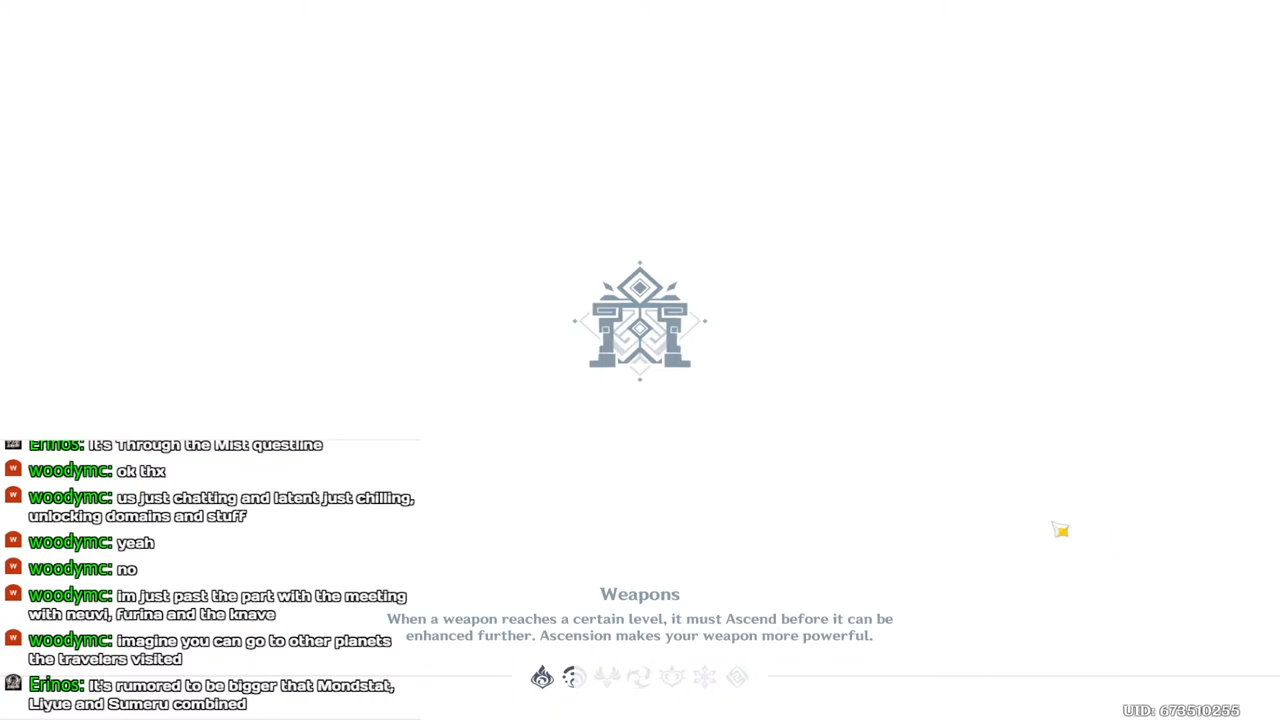 Erinos: It's Through the Mist questline
woodymc: ok thx
woodymc: us just chatting and latent just chilling,
unlocking domains and stuff
woodymc: yeah
woodymc: no
woodymc: im just past the part with the meeting
with neuvi, furina and the knave
woodymc: imagine you can go to other planets
the travelers visited
Erinos: It's rumored to be bigger that Mondstat,
Liyue and Sumeru combined
Weapons
When a weapon reaches a certain level, it must Ascend before it can be
enhanced further. Ascension makes your weapon more powerful.
UID: 673510255